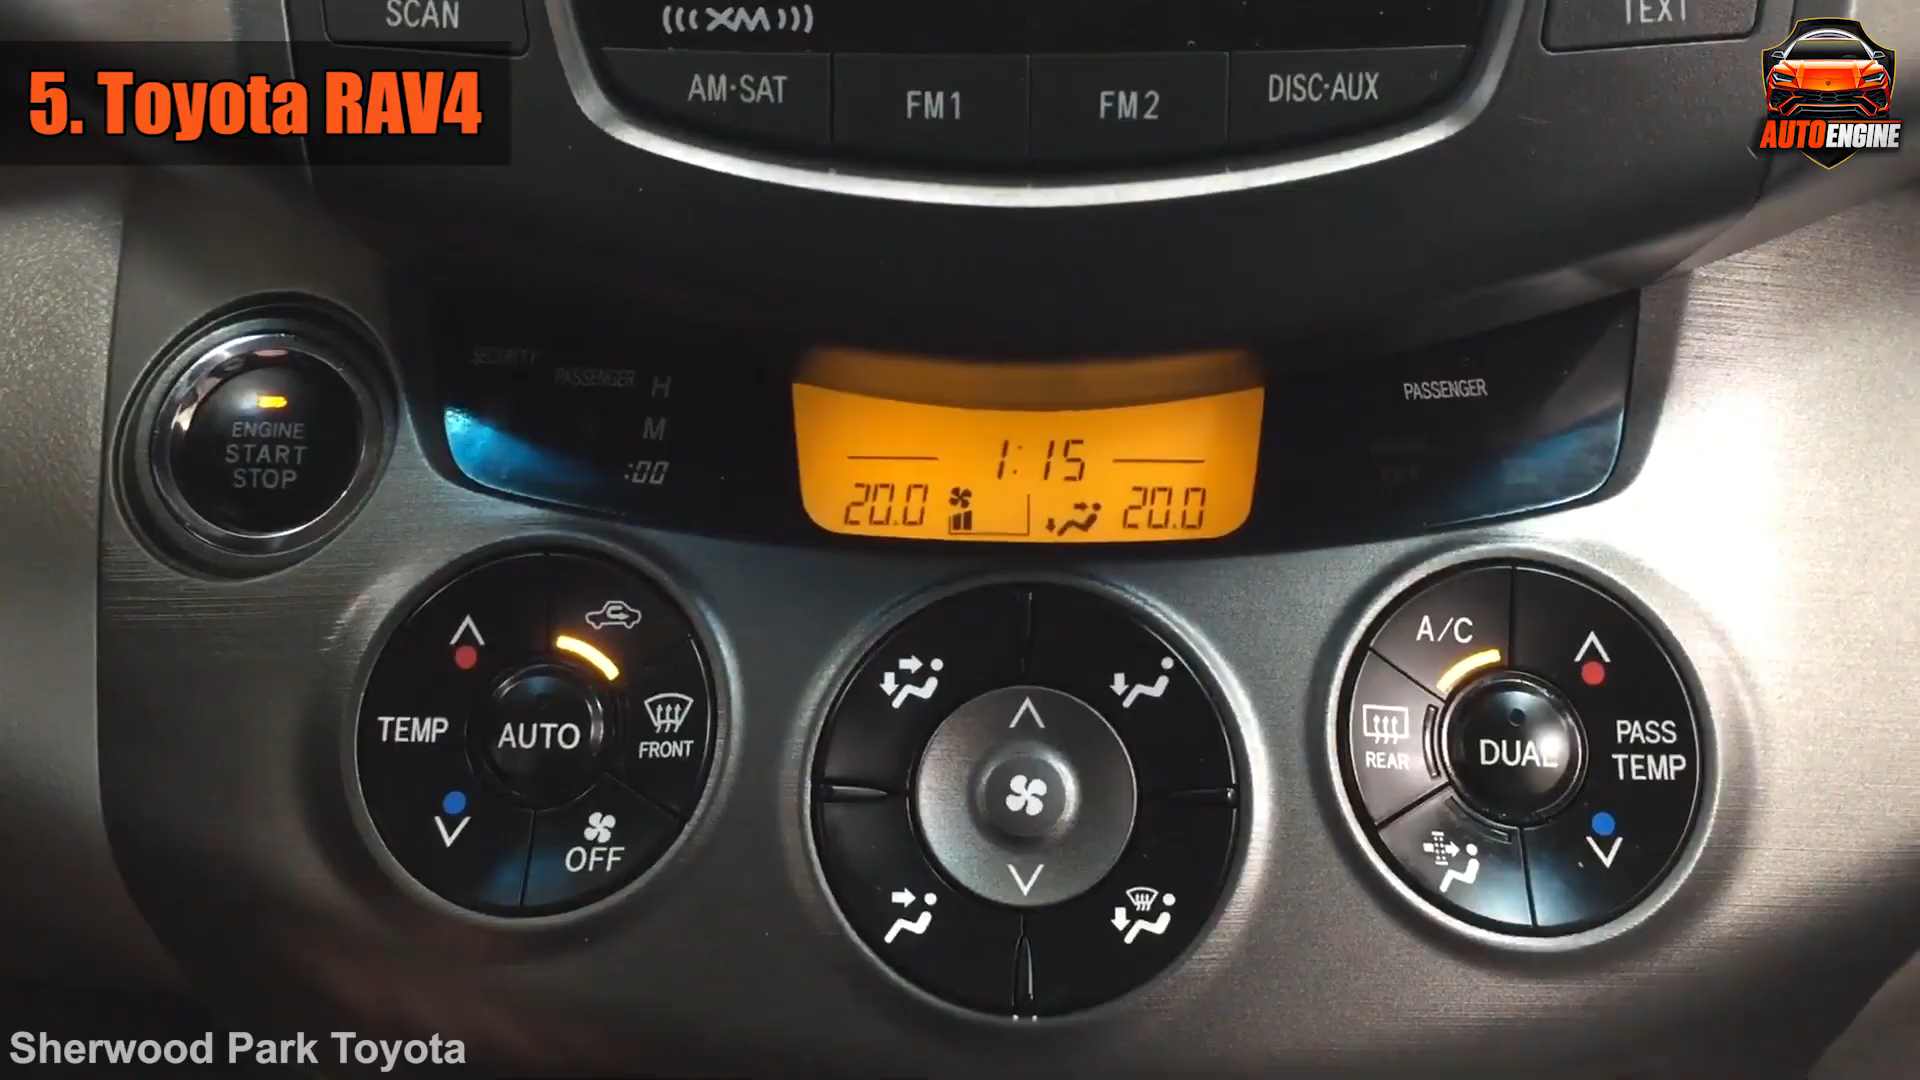 SCAN
XM
TEXT
AM·SAT
FM1
FM2
DISC·AUX
5. Toyota RAV4
AUTOENGINE
SECURITY
PASSENGER
H
M
:00
1:15
20.0
20.0
PASSENGER
ENGINE
START
STOP
TEMP
AUTO
FRONT
OFF
A/C
REAR
DUAL
PASS
TEMP
Sherwood Park Toyota